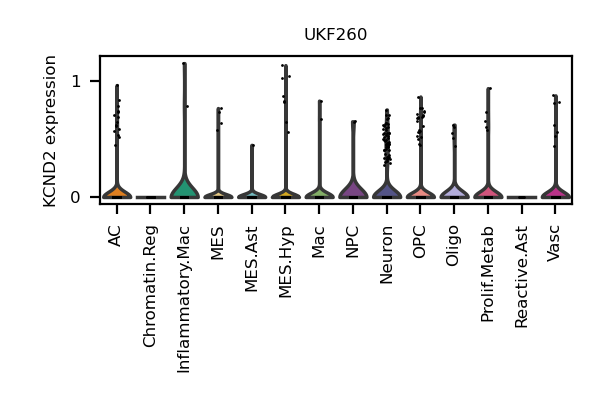 UKF260
KCND2 expression
1
0
AC
Chromatin.Reg
Inflammatory.Mac
MES
MES.Ast
MES.Hyp
Mac
NPC
Neuron
OPC
Oligo
Prolif.Metab
Reactive.Ast
Vasc